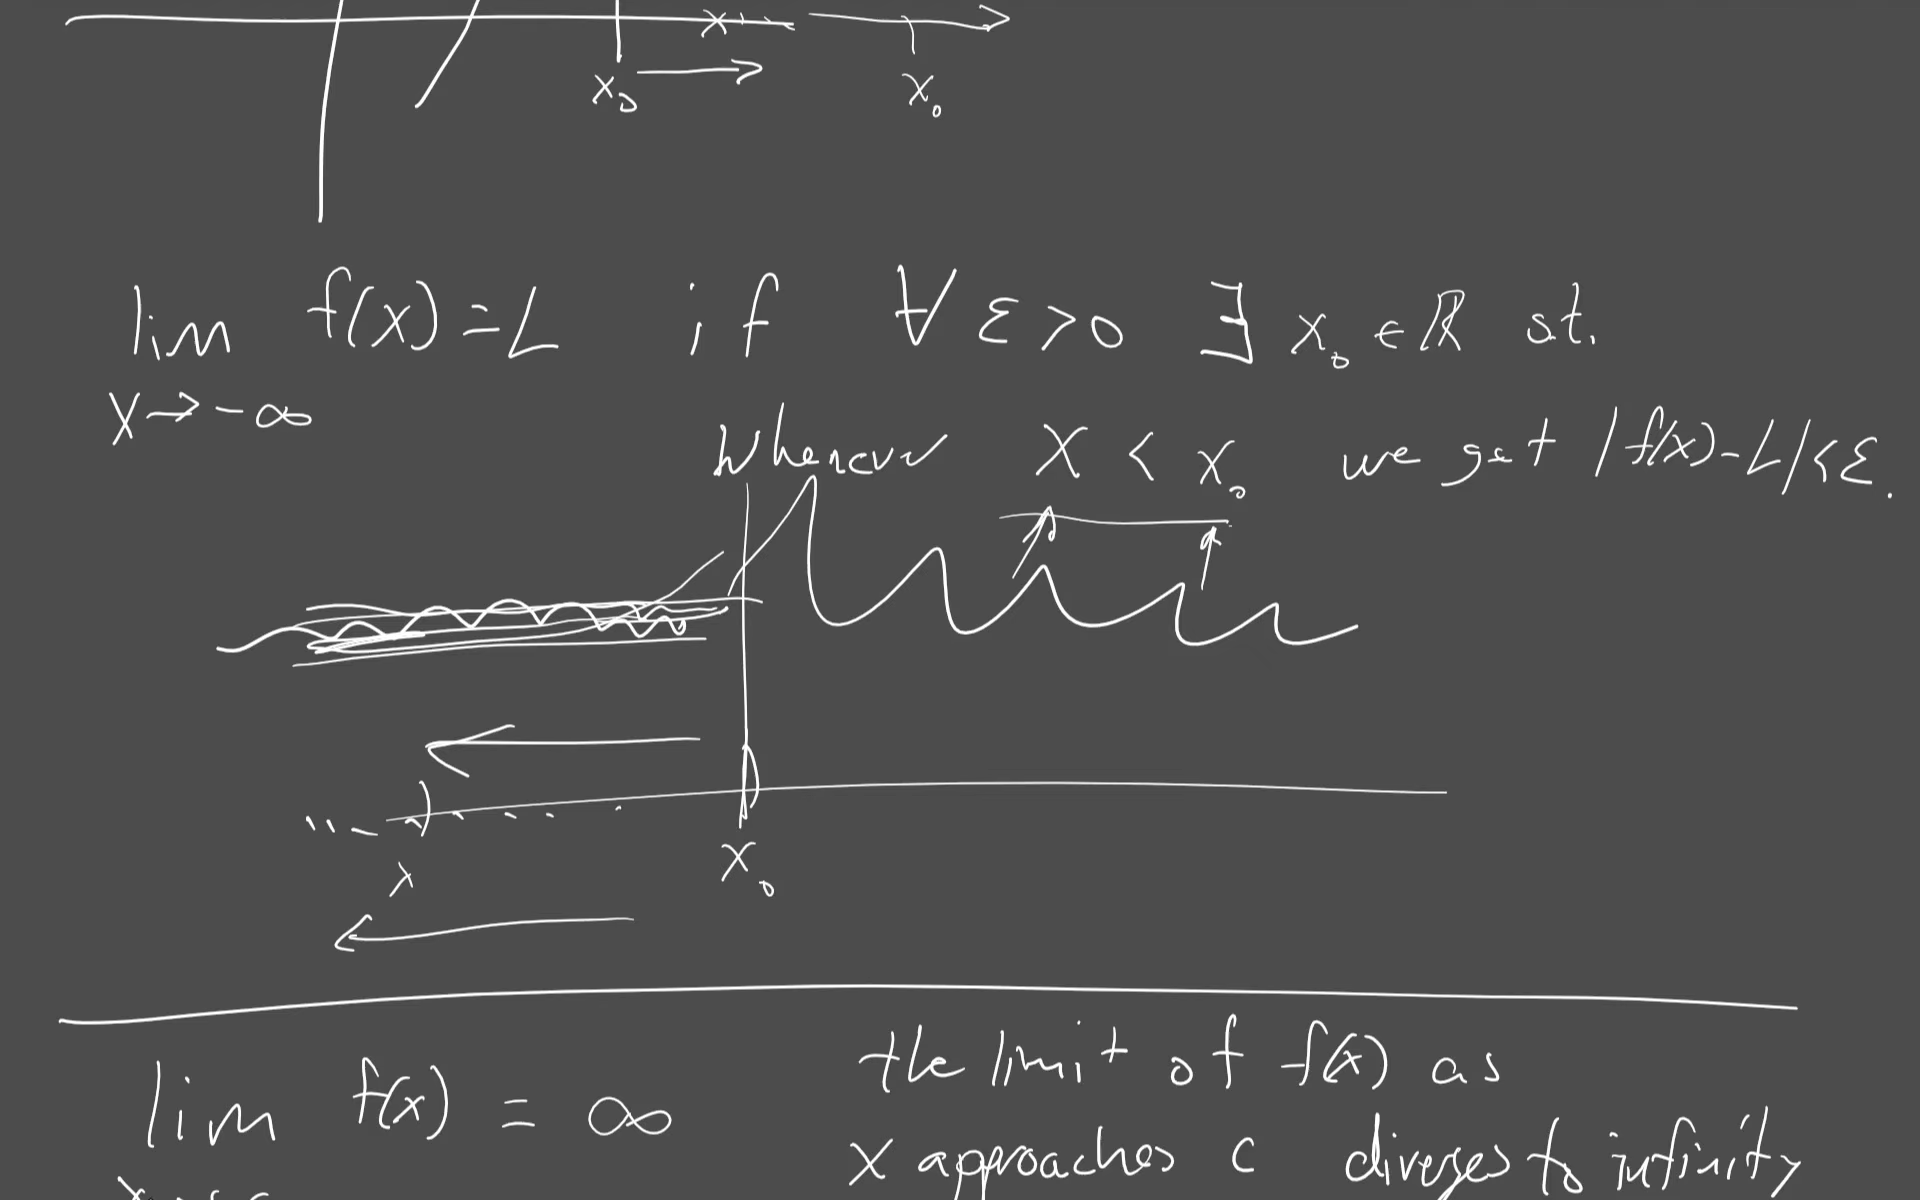 x
x₀ x₀
lim f(x) = L if ∀ ε > 0 ∃ x₀ ∈ ℝ st.
x → -∞
Whenever x < x₀ we get |f(x) - L| < ε.
x x₀
lim f(x) = ∞ the limit of f(x) as
x approaches c diverges to infinity